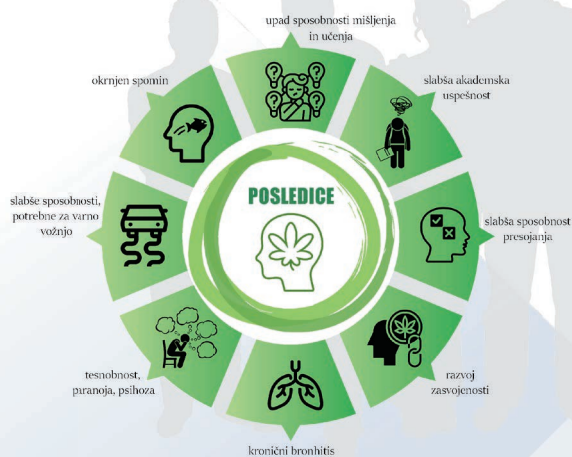 upad sposobnosti mišljenja
in učenja
okrnjen spomin
slabša akademska
uspešnost
slabše sposobnosti,
potrebne za varno
vožnjo
POSLEDICE
slabša sposobnost
presojanja
tesnobnost,
piranoja, psihoza
razvoj
zasvojenosti
kronični bronhitis